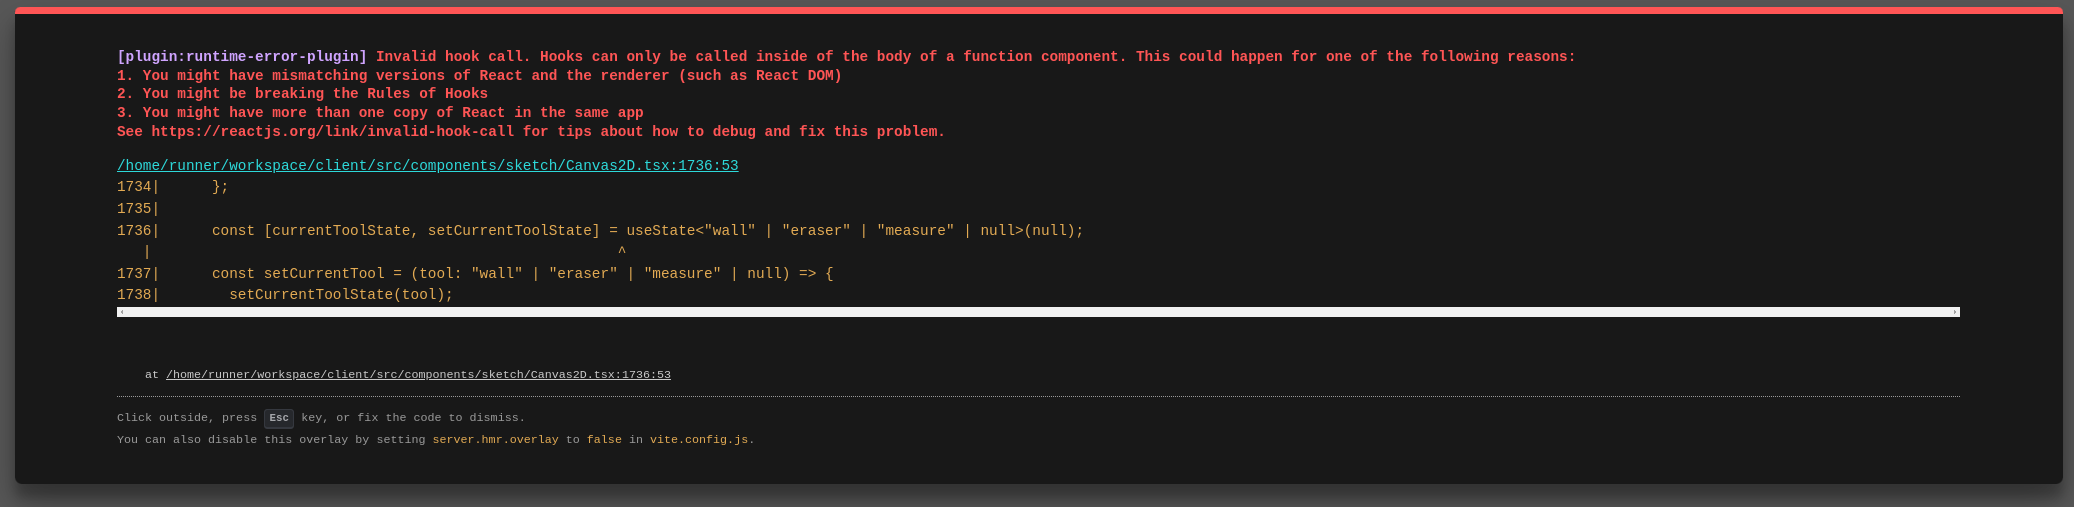 [plugin:runtime-error-plugin] Invalid hook call. Hooks can only be called inside of the body of a function component. This could happen for one of the following reasons:
1. You might have mismatching versions of React and the renderer (such as React DOM)
2. You might be breaking the Rules of Hooks
3. You might have more than one copy of React in the same app
See https://reactjs.org/link/invalid-hook-call for tips about how to debug and fix this problem.
/home/runner/workspace/client/src/components/sketch/Canvas2D.tsx:1736:53
1734|      };
1735|
1736|      const [currentToolState, setCurrentToolState] = useState<"wall" | "eraser" | "measure" | null>(null);
   |                                                      ^
1737|      const setCurrentTool = (tool: "wall" | "eraser" | "measure" | null) => {
1738|        setCurrentToolState(tool);
at /home/runner/workspace/client/src/components/sketch/Canvas2D.tsx:1736:53
Click outside, press Esc key, or fix the code to dismiss.
You can also disable this overlay by setting server.hmr.overlay to false in vite.config.js.